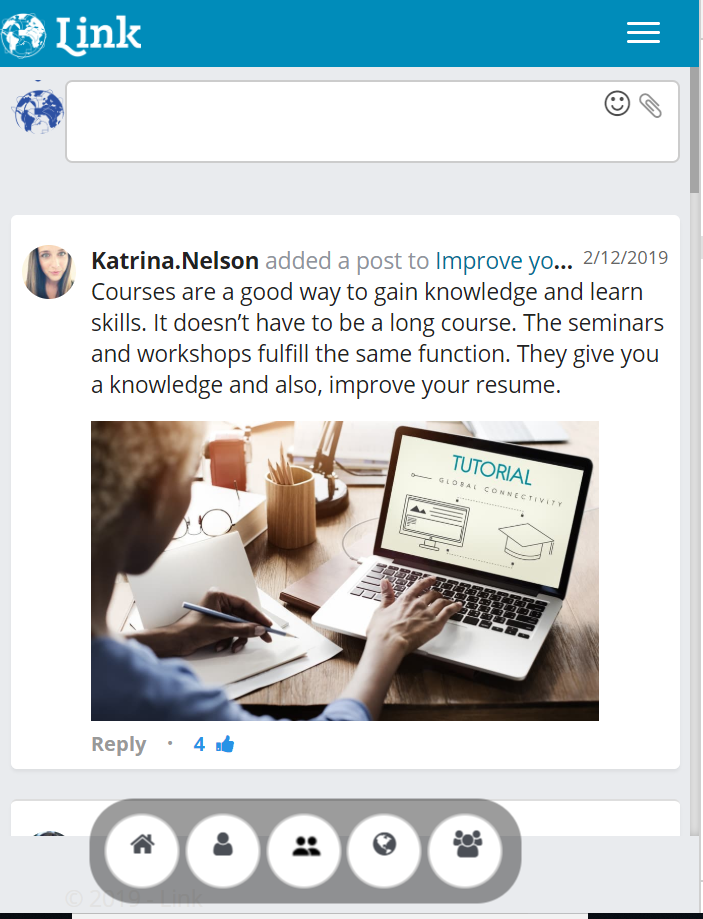 Link
Katrina.Nelson added a post to Improve yo... 2/12/2019
Courses are a good way to gain knowledge and learn
skills. It doesn’t have to be a long course. The seminars
and workshops fulfill the same function. They give you
a knowledge and also, improve your resume.
TUTORIAL
GLOBAL CONNECTIVITY
Reply · 4
© 2019 - Link